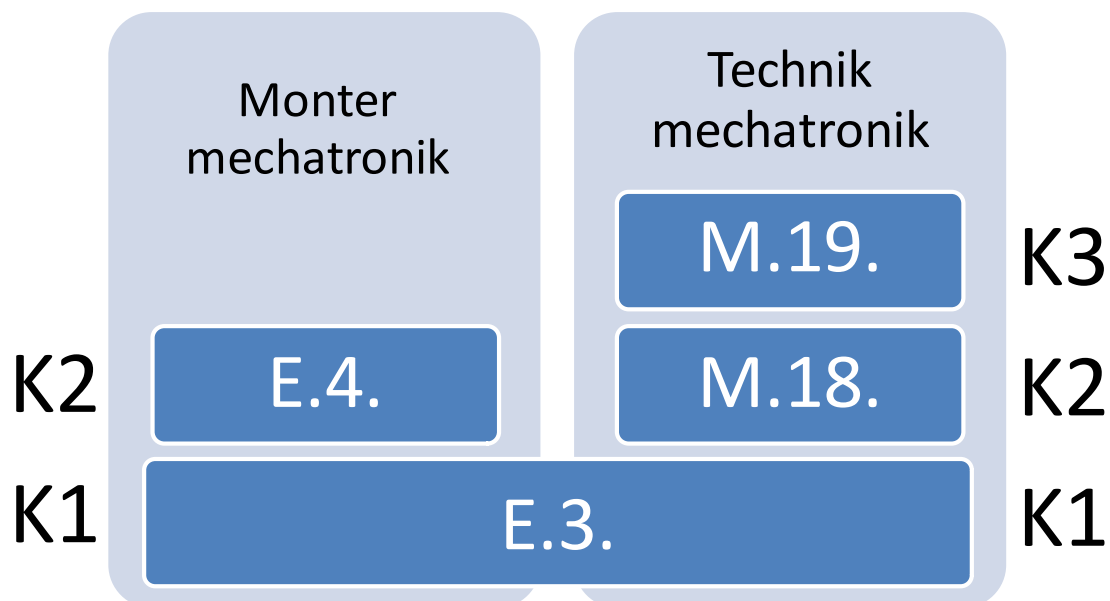 Monter
mechatronik
Technik
mechatronik
M.19.
K3
K2
E.4.
M.18.
K2
K1
E.3.
K1